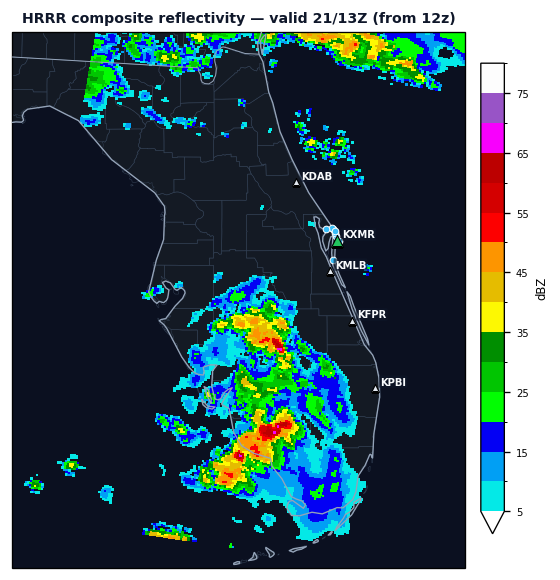 HRRR composite reflectivity — valid 21/13Z (from 12z)
KDAB
KXMR
KMLB
KFPR
KPBI
75
65
55
45
35
25
15
5
dBZ